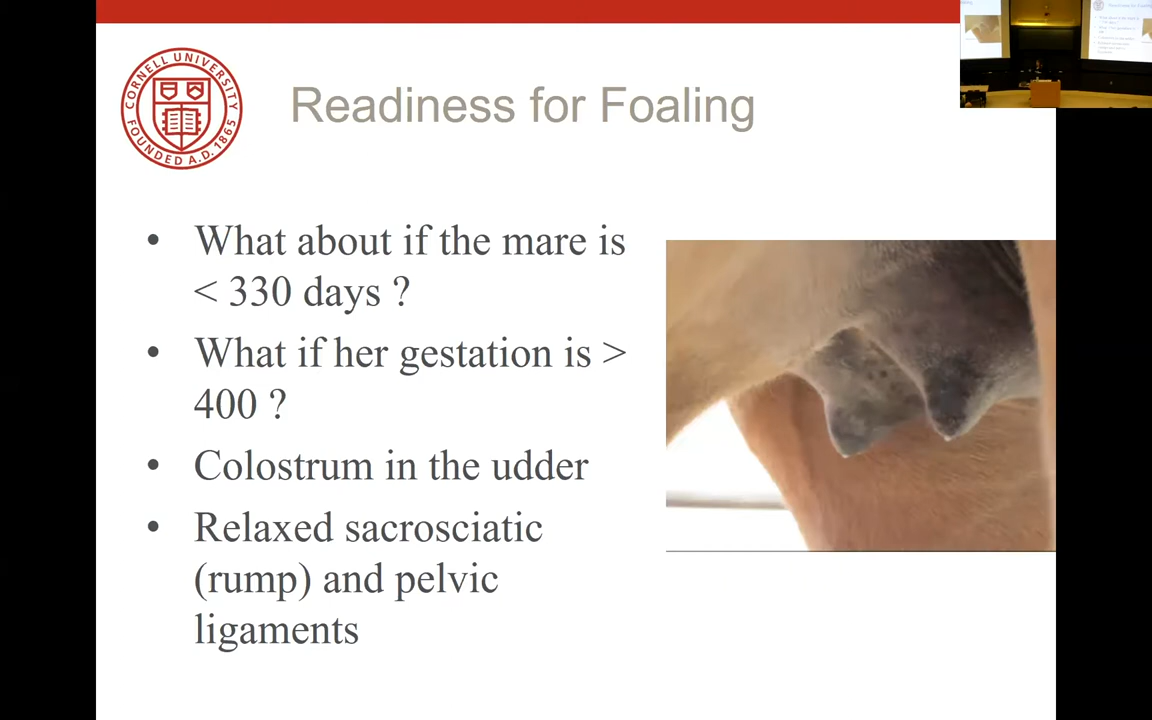 CORNELL UNIVERSITY
FOUNDED A.D. 1865
Readiness for Foaling
• What about if the mare is
< 330 days ?
• What if her gestation is >
400 ?
• Colostrum in the udder
• Relaxed sacrosciatic
(rump) and pelvic
ligaments